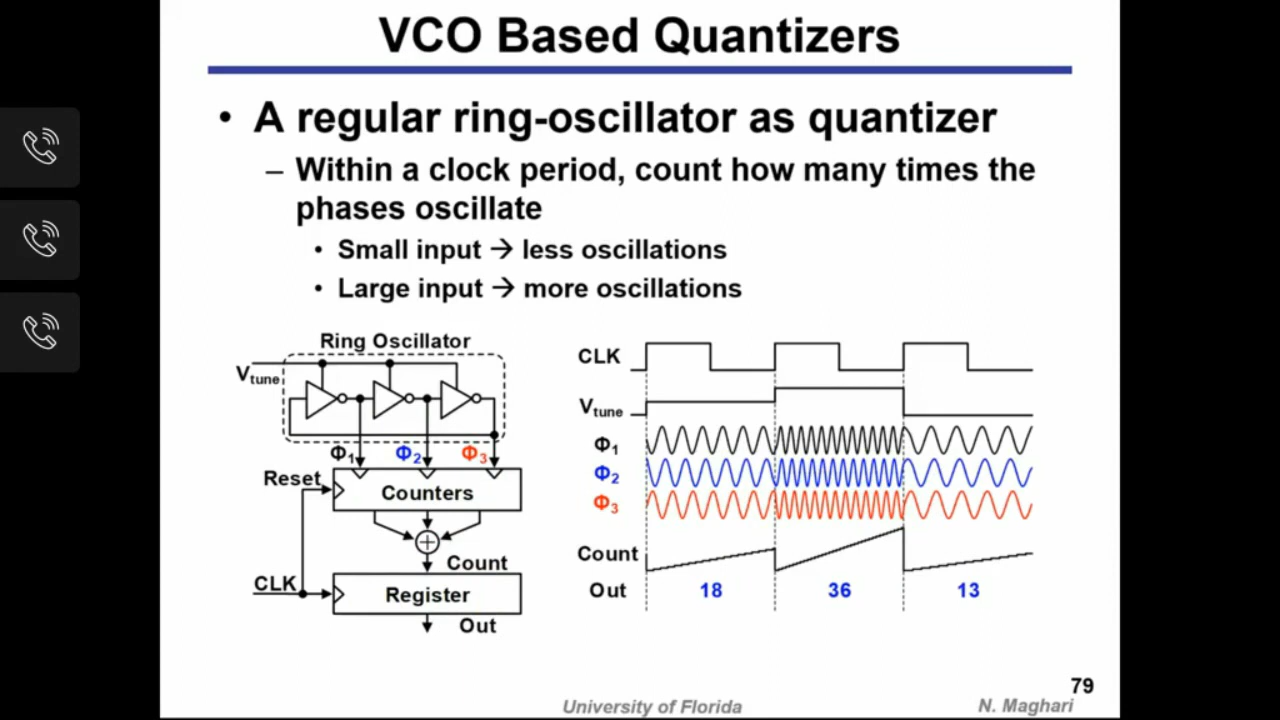 VCO Based Quantizers
• A regular ring-oscillator as quantizer
– Within a clock period, count how many times the
phases oscillate
• Small input → less oscillations
• Large input → more oscillations
Ring Oscillator
Vtune
Φ1 Φ2 Φ3
Reset
Counters
+
Count
CLK
Register
Out
CLK
Vtune
Φ1
Φ2
Φ3
Count
Out 18 36 13
79
University of Florida
N. Maghari